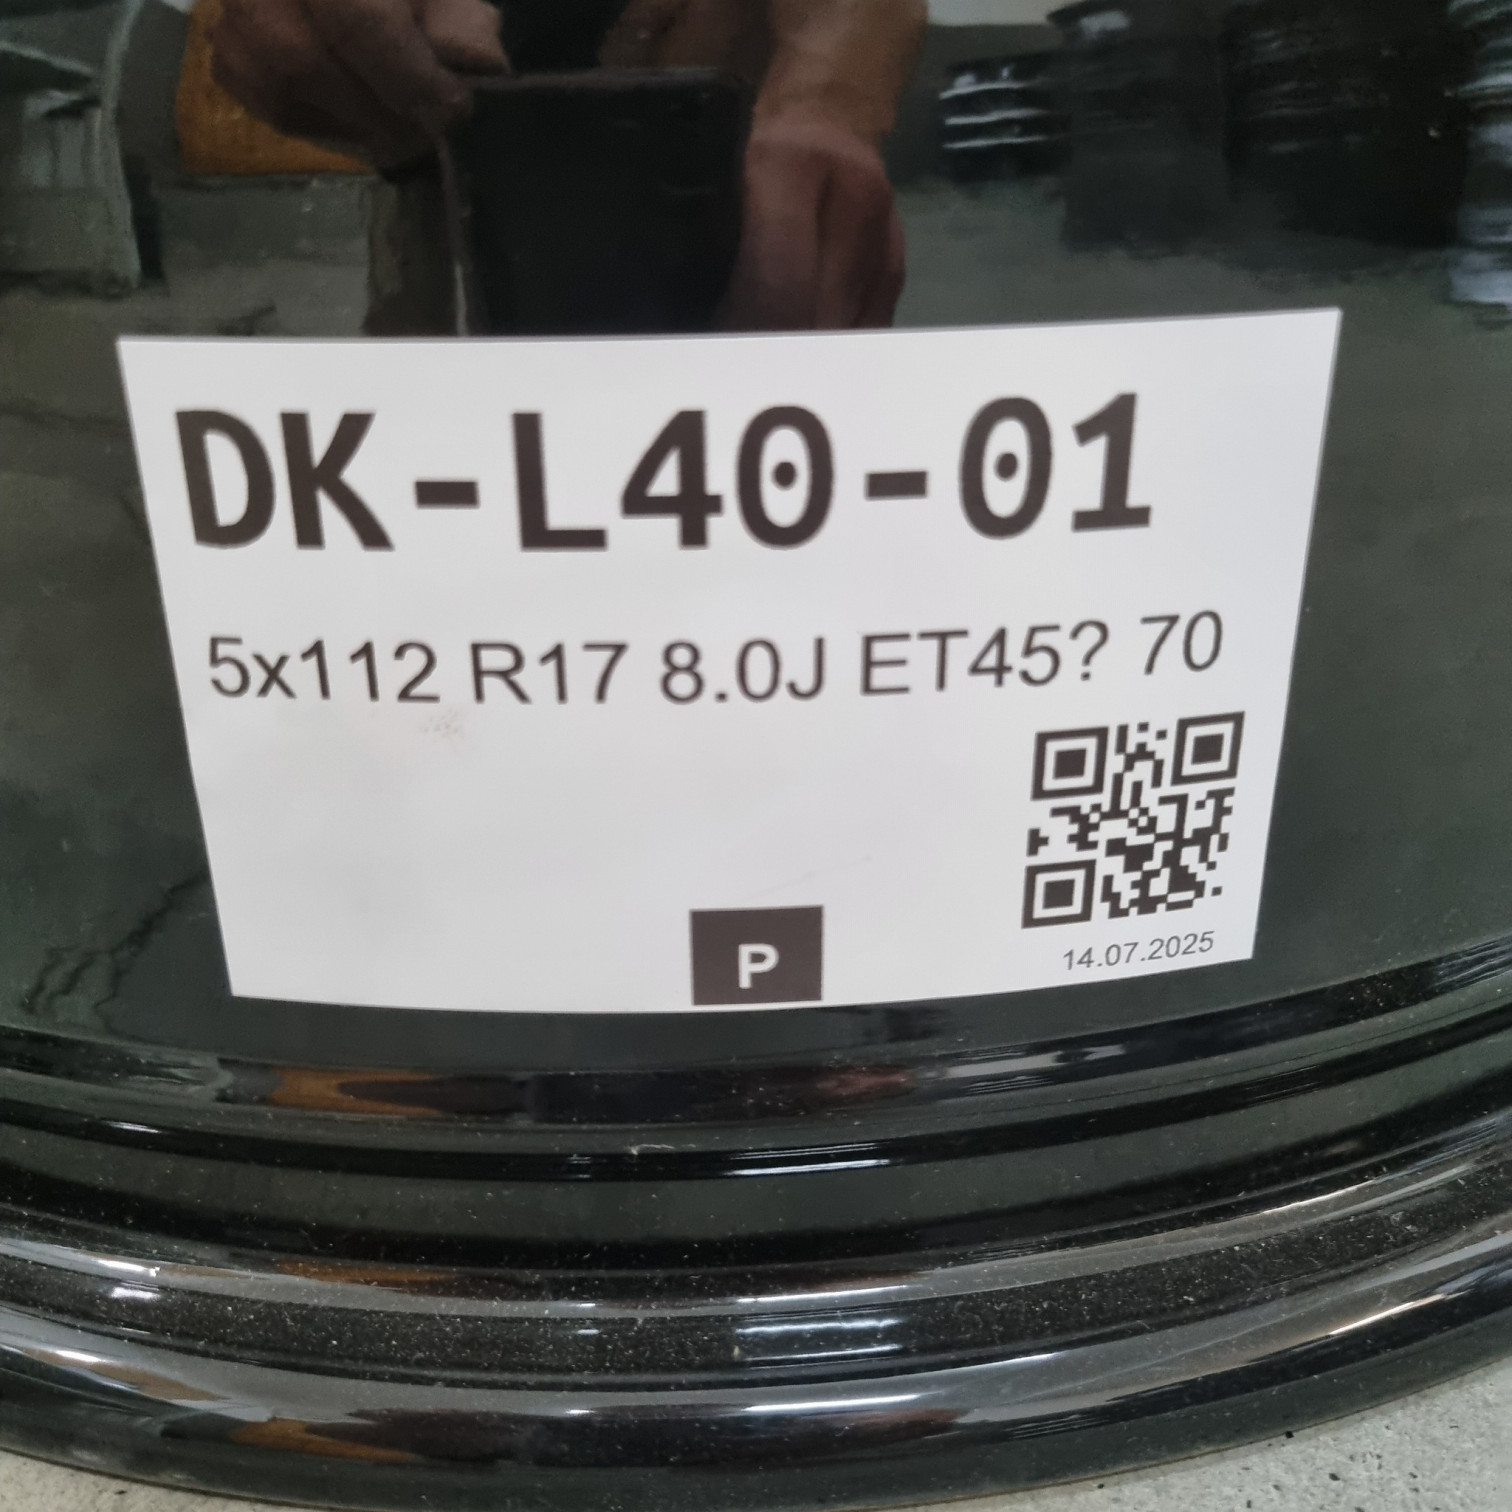 DK-L40-01
5x112 R17 8.0J ET45? 70
P
14.07.2025